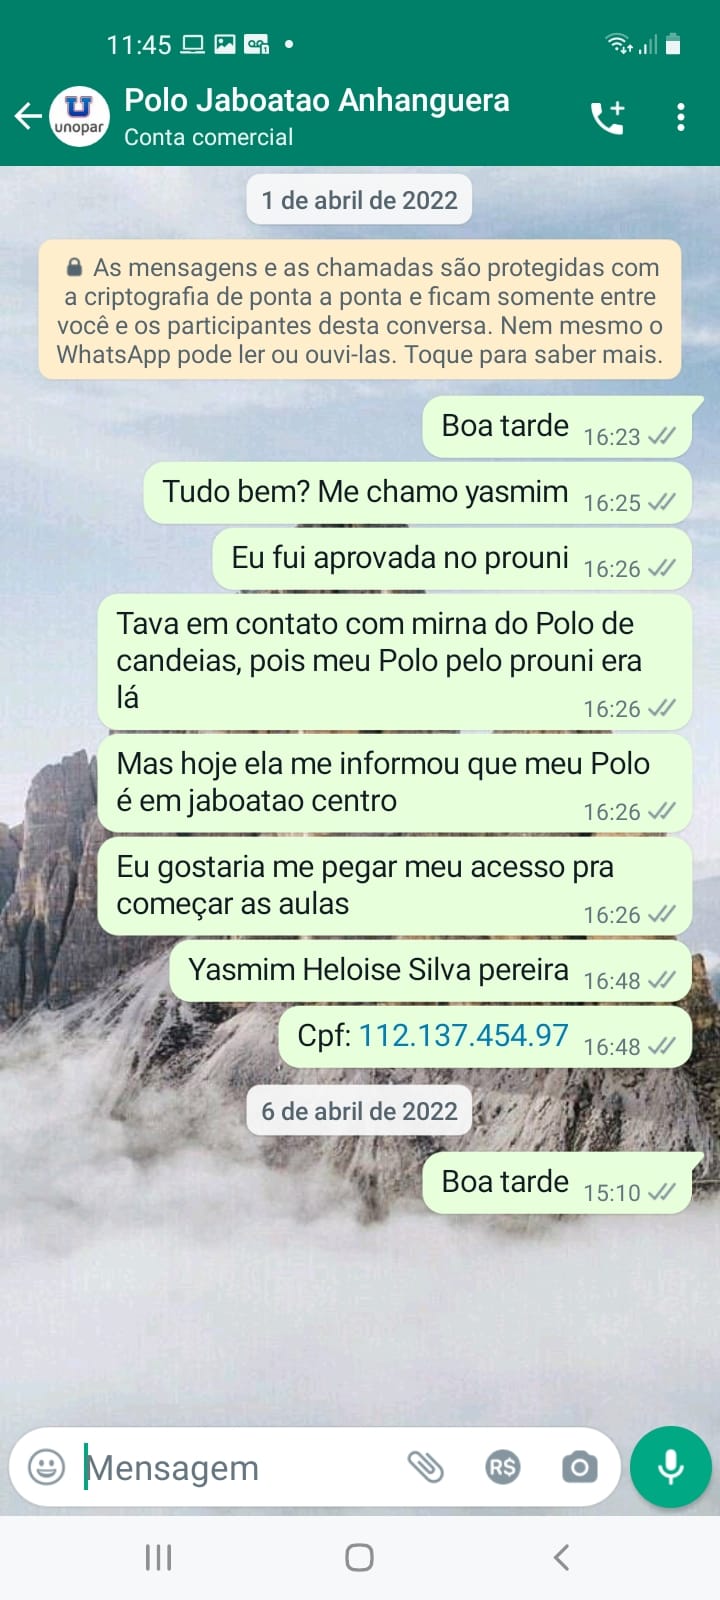 11:45
unopar
Polo Jaboatao Anhanguera
Conta comercial
1 de abril de 2022
As mensagens e as chamadas são protegidas com
a criptografia de ponta a ponta e ficam somente entre
você e os participantes desta conversa. Nem mesmo o
WhatsApp pode ler ou ouvi-las. Toque para saber mais.
Boa tarde 16:23
Tudo bem? Me chamo yasmim 16:25
Eu fui aprovada no prouni 16:26
Tava em contato com mirna do Polo de
candeias, pois meu Polo pelo prouni era
lá 16:26
Mas hoje ela me informou que meu Polo
é em jaboatao centro 16:26
Eu gostaria me pegar meu acesso pra
começar as aulas 16:26
Yasmim Heloise Silva pereira 16:48
Cpf: 112.137.454.97 16:48
6 de abril de 2022
Boa tarde 15:10
Mensagem R$